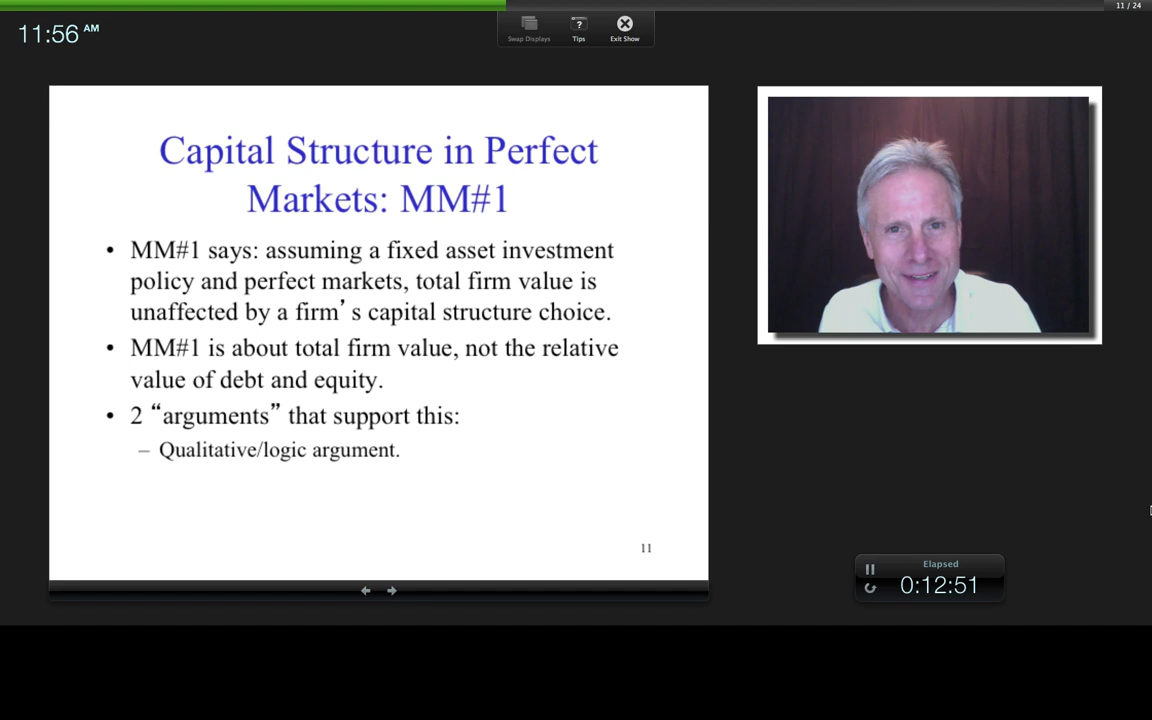 11 / 24
11:56 AM
Swap Displays
Tips
Exit Show
Capital Structure in Perfect
Markets: MM#1
• MM#1 says: assuming a fixed asset investment
policy and perfect markets, total firm value is
unaffected by a firm’s capital structure choice.
• MM#1 is about total firm value, not the relative
value of debt and equity.
• 2 “arguments” that support this:
– Qualitative/logic argument.
11
Elapsed
0:12:51